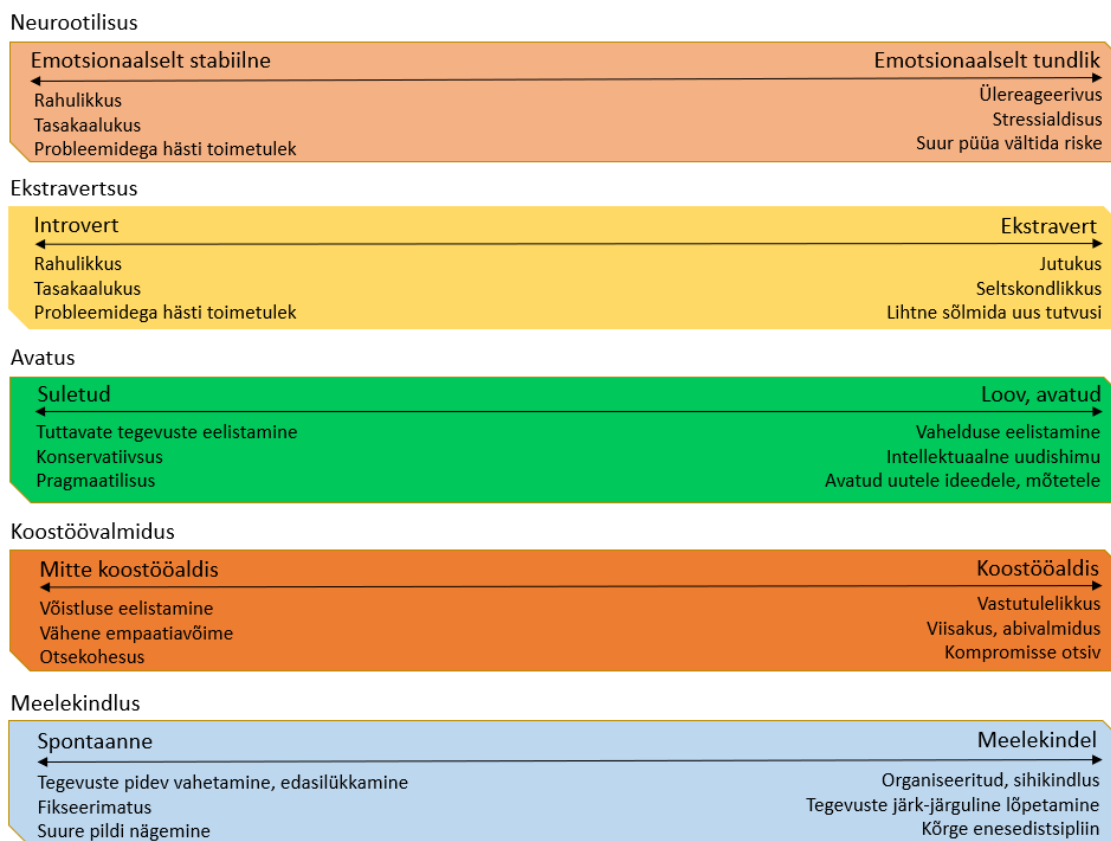 Neurootilisus
Emotsionaalselt stabiilne
Emotsionaalselt tundlik
Rahulikkus
Tasakaalukus
Probleemidega hästi toimetulek
Ülereageerivus
Stressialdisus
Suur püüa vältida riske
Ekstravertsus
Introvert
Ekstravert
Rahulikkus
Tasakaalukus
Probleemidega hästi toimetulek
Jutukus
Seltskondlikkus
Lihtne sõlmida uus tutvusi
Avatus
Suletud
Loov, avatud
Tuttavate tegevuste eelistamine
Konservatiivsus
Pragmaatilisus
Vahelduse eelistamine
Intellektuaalne uudishimu
Avatud uutele ideedele, mõtetele
Koostöövalmidus
Mitte koostööaldis
Koostööaldis
Võistluse eelistamine
Vähene empaatiavõime
Otsekohesus
Vastutulelikkus
Viisakus, abivalmidus
Kompromisse otsiv
Meelekindlus
Spontaanne
Meelekindel
Tegevuste pidev vahetamine, edasilükkamine
Fikseerimatus
Suure pildi nägemine
Organiseeritud, sihikindlus
Tegevuste järk-järguline lõpetamine
Kõrge enesedistsipliin